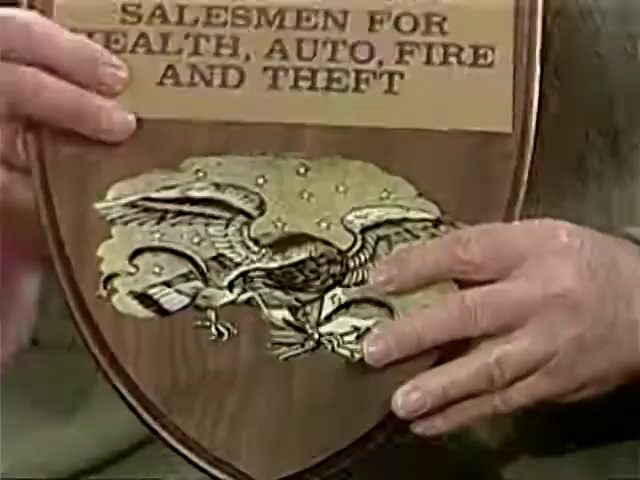 SALESMEN FOR
HEALTH, AUTO, FIRE
AND THEFT